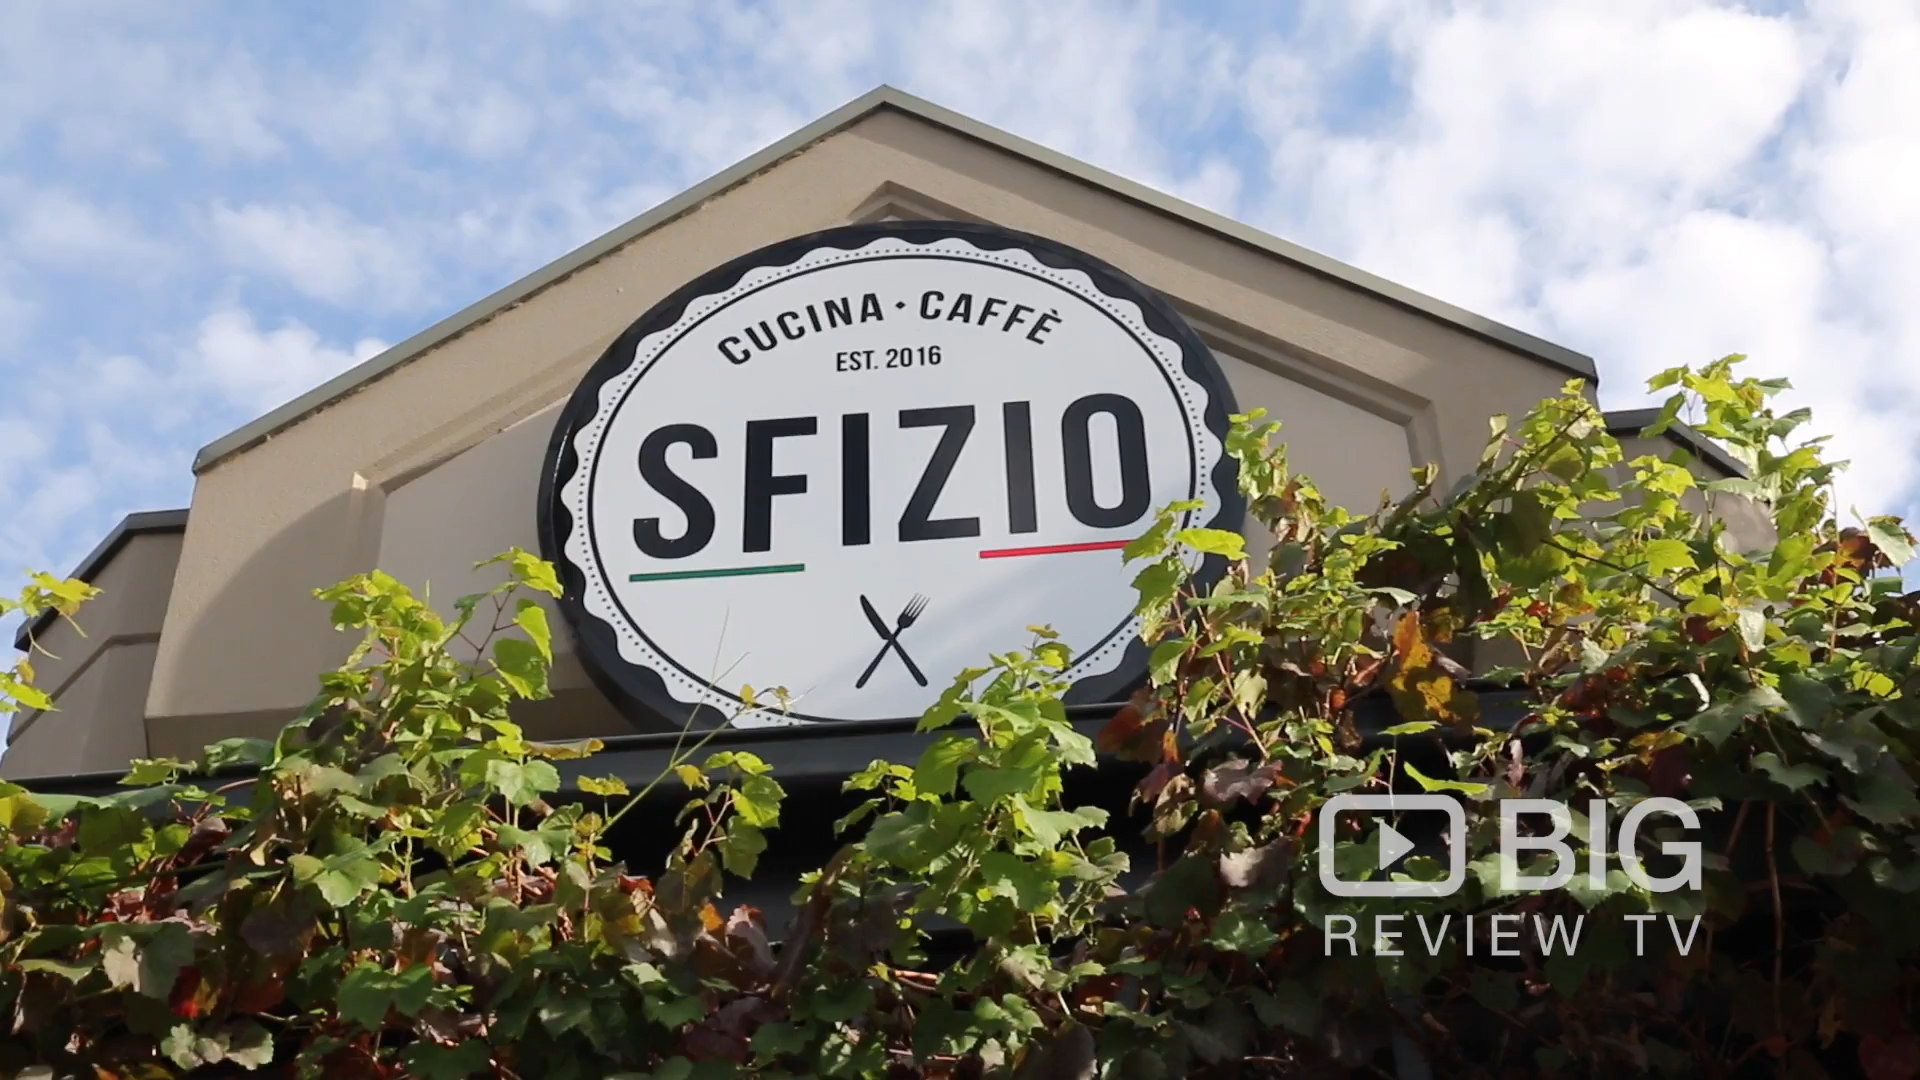 CUCINA • CAFFÈ
EST. 2016
SFIZIO
BIG
REVIEW TV